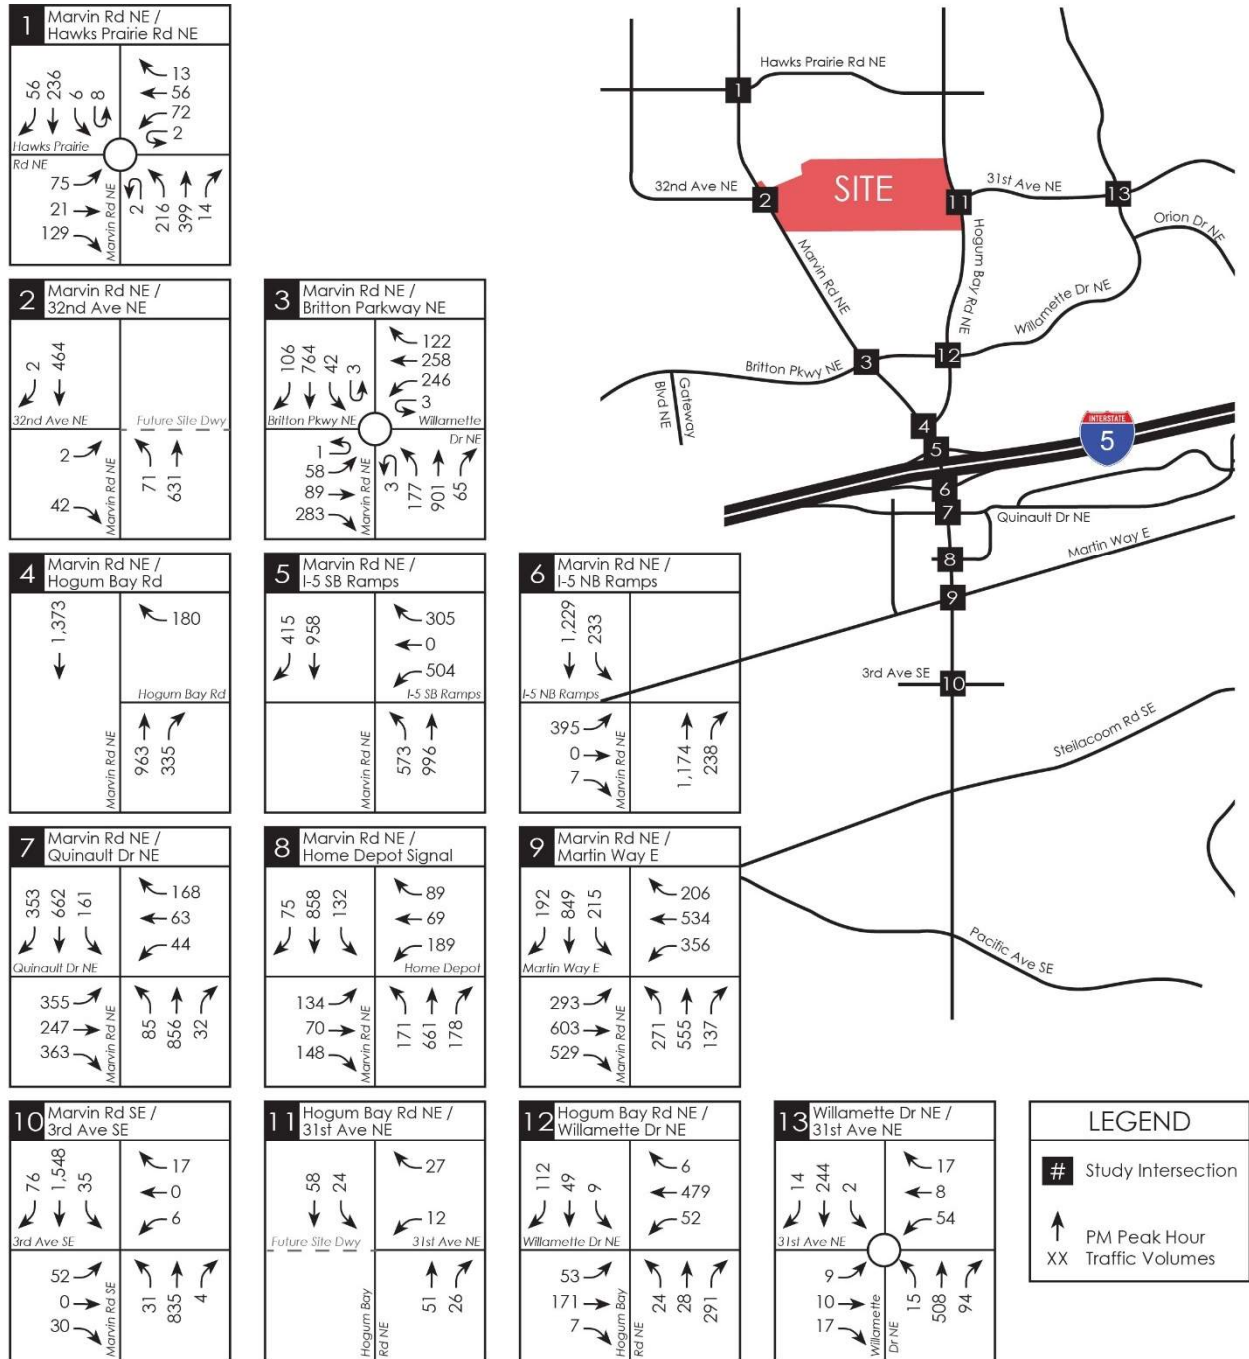 1 Marvin Rd NE /
Hawks Prairie Rd NE
56 236 6 8
13
56
72
2
Hawks Prairie
Rd NE
75
21
129
Marvin Rd NE
2 216 399 14
2 Marvin Rd NE /
32nd Ave NE
2 464
32nd Ave NE
Future Site Dwy
2
42
Marvin Rd NE
71 631
3 Marvin Rd NE /
Britton Parkway NE
106 764 42 3
122
258
246
3
Britton Pkwy NE
Willamette
Dr NE
1
58
89
283
Marvin Rd NE
3 177 901 65
4 Marvin Rd NE /
Hogum Bay Rd
1,373
180
Hogum Bay Rd
Marvin Rd NE
963 335
5 Marvin Rd NE /
I-5 SB Ramps
415 958
305
0
504
I-5 SB Ramps
Marvin Rd NE
573 996
6 Marvin Rd NE /
I-5 NB Ramps
1,229 233
I-5 NB Ramps
395
0
7
Marvin Rd NE
1,174 238
7 Marvin Rd NE /
Quinault Dr NE
353 662 161
168
63
44
Quinault Dr NE
355
247
363
Marvin Rd NE
85 856 32
8 Marvin Rd NE /
Home Depot Signal
75 858 132
89
69
189
Home Depot
134
70
148
Marvin Rd NE
171 661 178
9 Marvin Rd NE /
Martin Way E
192 849 215
206
534
356
Martin Way E
293
603
529
Marvin Rd NE
271 555 137
10 Marvin Rd SE /
3rd Ave SE
76 1,548 35
17
0
6
3rd Ave SE
52
0
30
Marvin Rd SE
31 835 4
11 Hogum Bay Rd NE /
31st Ave NE
58 24
27
12
Future Site Dwy
31st Ave NE
Hogum Bay
Rd NE
51 26
12 Hogum Bay Rd NE /
Willamette Dr NE
112 49 9
6
479
52
Willamette Dr NE
53
171
7
Hogum Bay
Rd NE
24 28 291
13 Willamette Dr NE /
31st Ave NE
14 244 2
17
8
54
31st Ave NE
9
10
17
Willamette
Dr NE
15 508 94
Hawks Prairie Rd NE
1
32nd Ave NE
2
SITE
11
31st Ave NE
13
Orion Dr NE
Marvin Rd NE
Hogum Bay Rd NE
Willamette Dr NE
Britton Pkwy NE
3
12
Gateway
Blvd NE
4
5
INTERSTATE
5
6
7
Quinault Dr NE
8
Martin Way E
9
3rd Ave SE
10
Steilacoom Rd SE
Pacific Ave SE
LEGEND
# Study Intersection
PM Peak Hour
XX Traffic Volumes